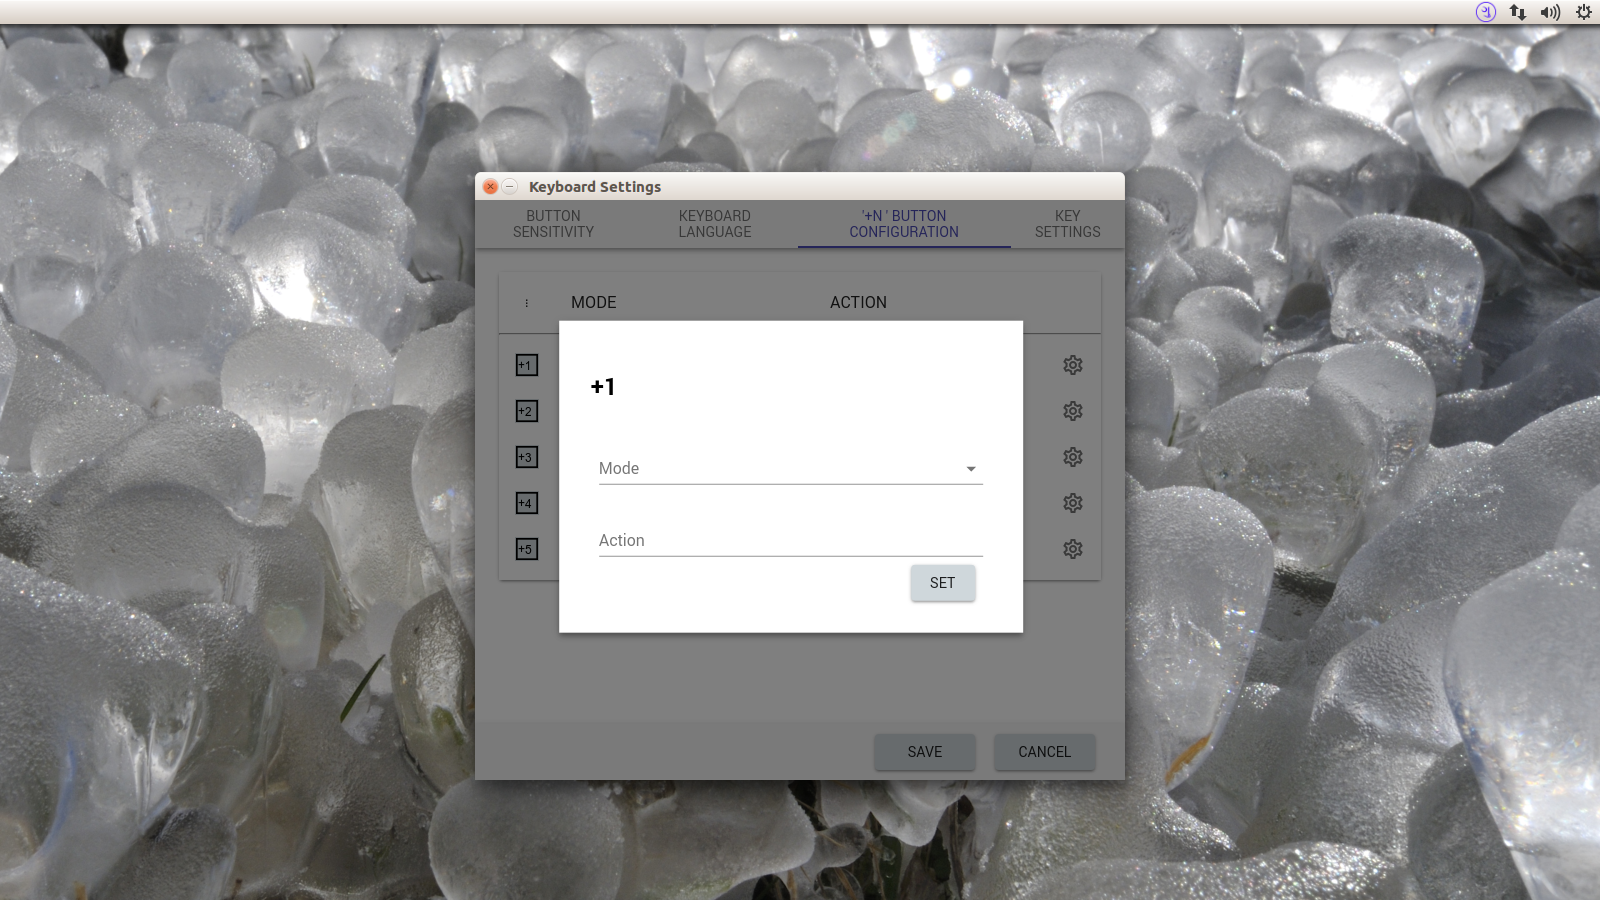 Keyboard Settings
BUTTON
SENSITIVITY
KEYBOARD
LANGUAGE
'+N ' BUTTON
CONFIGURATION
KEY
SETTINGS
MODE
ACTION
+1
+2
+3
+4
+5
+1
Mode
Action
SET
SAVE
CANCEL